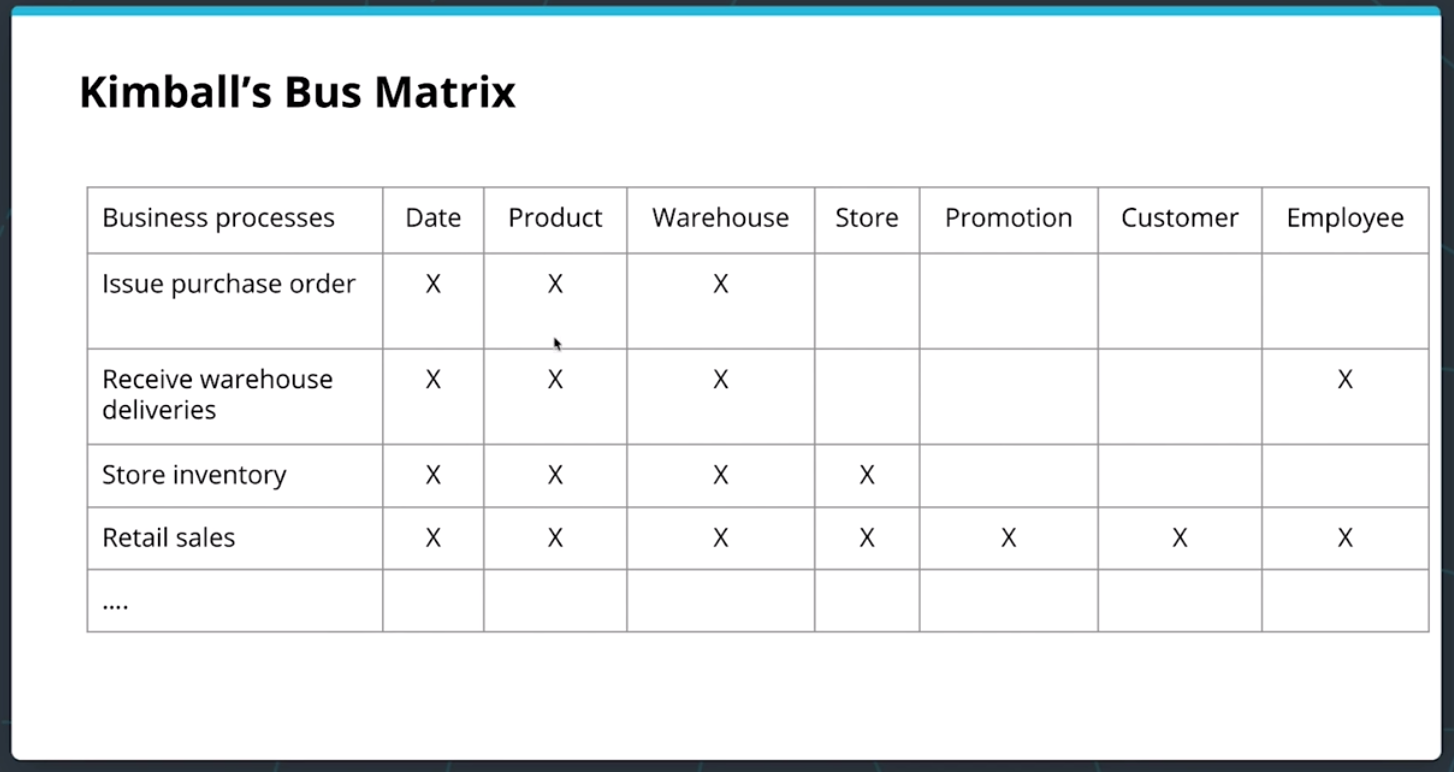 Kimball’s Bus Matrix
Business processes Date Product Warehouse Store Promotion Customer Employee
Issue purchase order X X X
Receive warehouse X X X X
deliveries
Store inventory X X X X
Retail sales X X X X X X X
....